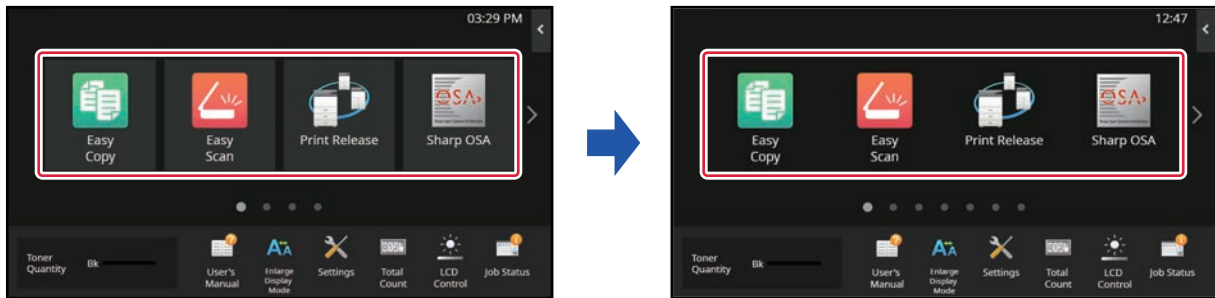 03:29 PM
Easy
Copy
Easy
Scan
Print Release
OSA
Sharp OSA
Toner
Quantity
Bk
User's
Manual
Enlarge
Display
Mode
Settings
Total
Count
LCD
Control
Job Status
12:47
Easy
Copy
Easy
Scan
Print Release
OSA
Sharp OSA
Toner
Quantity
Bk
User's
Manual
Enlarge
Display
Mode
Settings
Total
Count
LCD
Control
Job Status